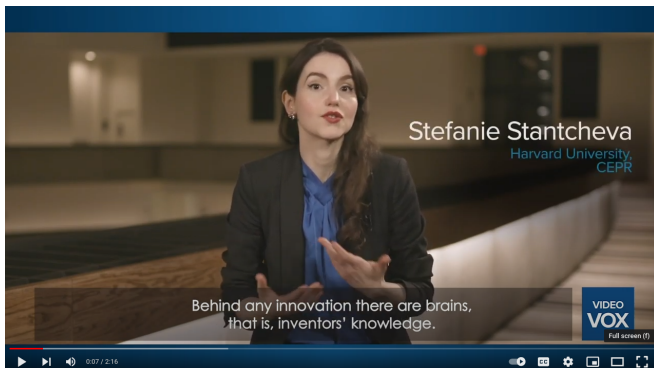 Stefanie Stantcheva
Harvard University,
CEPR
Behind any innovation there are brains,
that is, inventors' knowledge.
VIDEO
VOX
Full screen (f)
0:07 / 2:16
CC